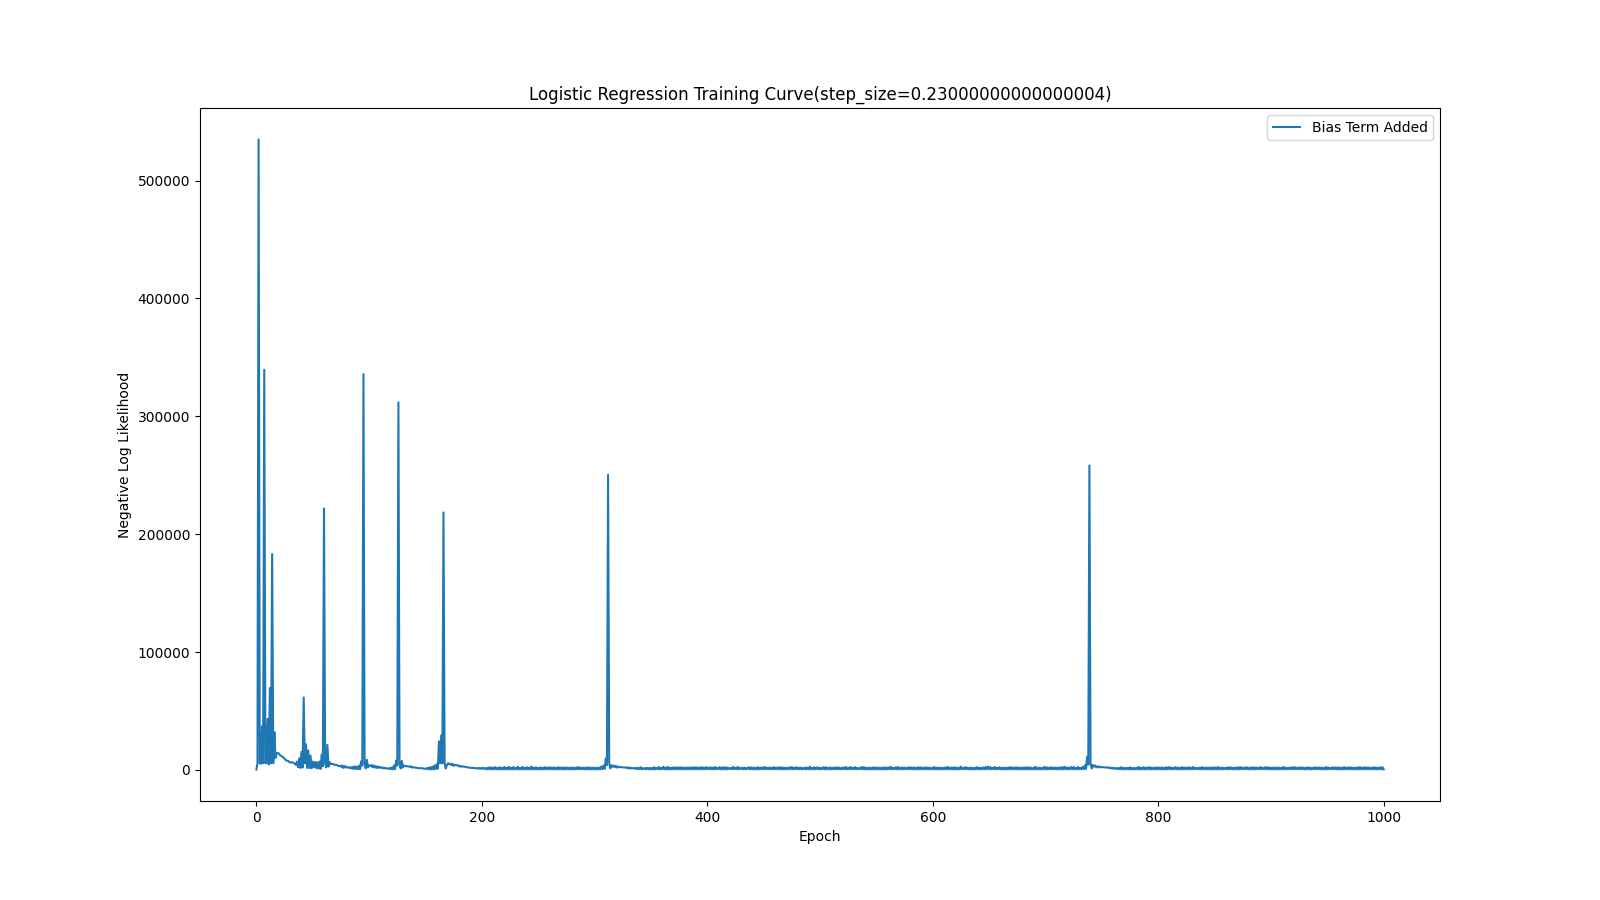 Logistic Regression Training Curve(step_size=0.23000000000000004)
Bias Term Added
500000
400000
300000
200000
100000
0
Negative Log Likelihood
0 200 400 600 800 1000
Epoch